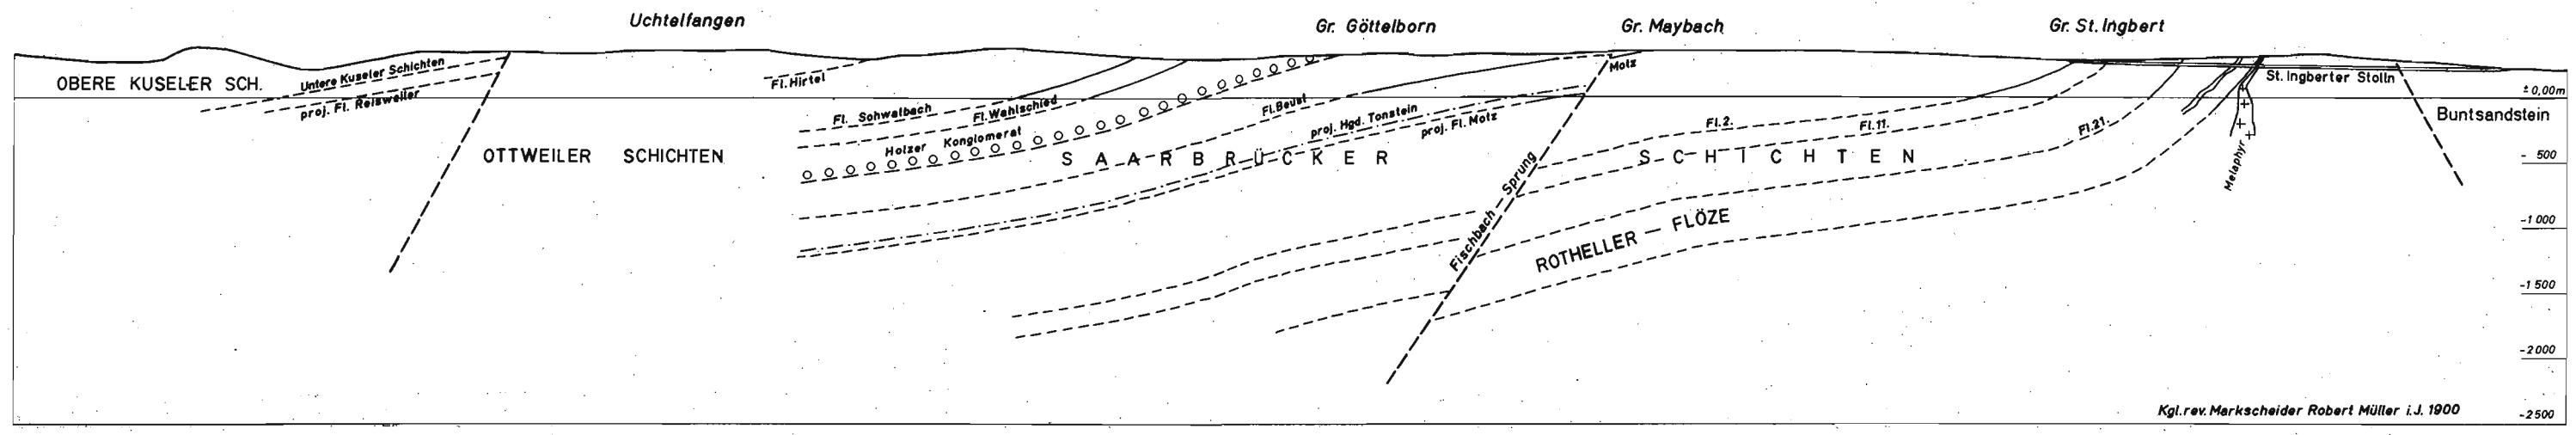 Uchtelfangen
Gr. Göttelborn
Gr. Maybach
Gr. St. Ingbert
OBERE KUSELER SCH.
Untere Kuseler Schichten
proj. Fl. Reisweiler
Fl. Hirtel
Fl. Schwalbach
Fl. Wahlschied
Holzer Konglomerat
Fl. Beust
proj. Hgd. Tonstein
proj. Fl. Motz
Motz
Fl. 2.
Fl. 11.
Fl. 21.
St. Ingberter Stolln
± 0,00m
Buntsandstein
OTTWEILER SCHICHTEN
SAARBRÜCKER SCHICHTEN
Melaphyr
- 500
Fischbach - Sprung
ROTHELLER - FLÖZE
-1 000
-1 500
-2 000
Kgl. rev. Markscheider Robert Müller i. J. 1900
-2500